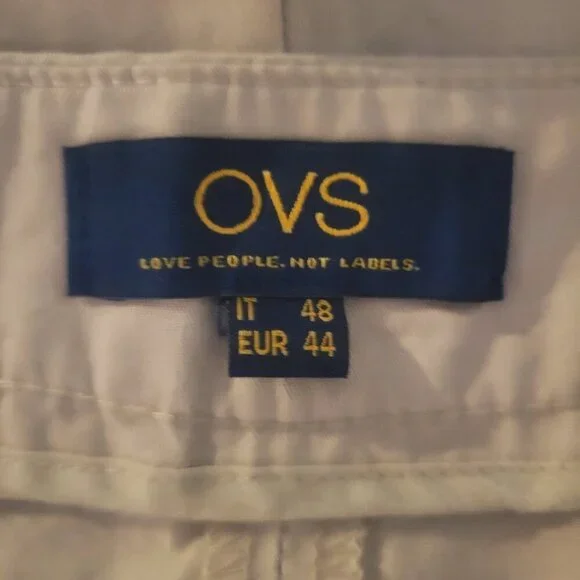 OVS
LOVE PEOPLE. NOT LABELS.
IT 48
EUR 44